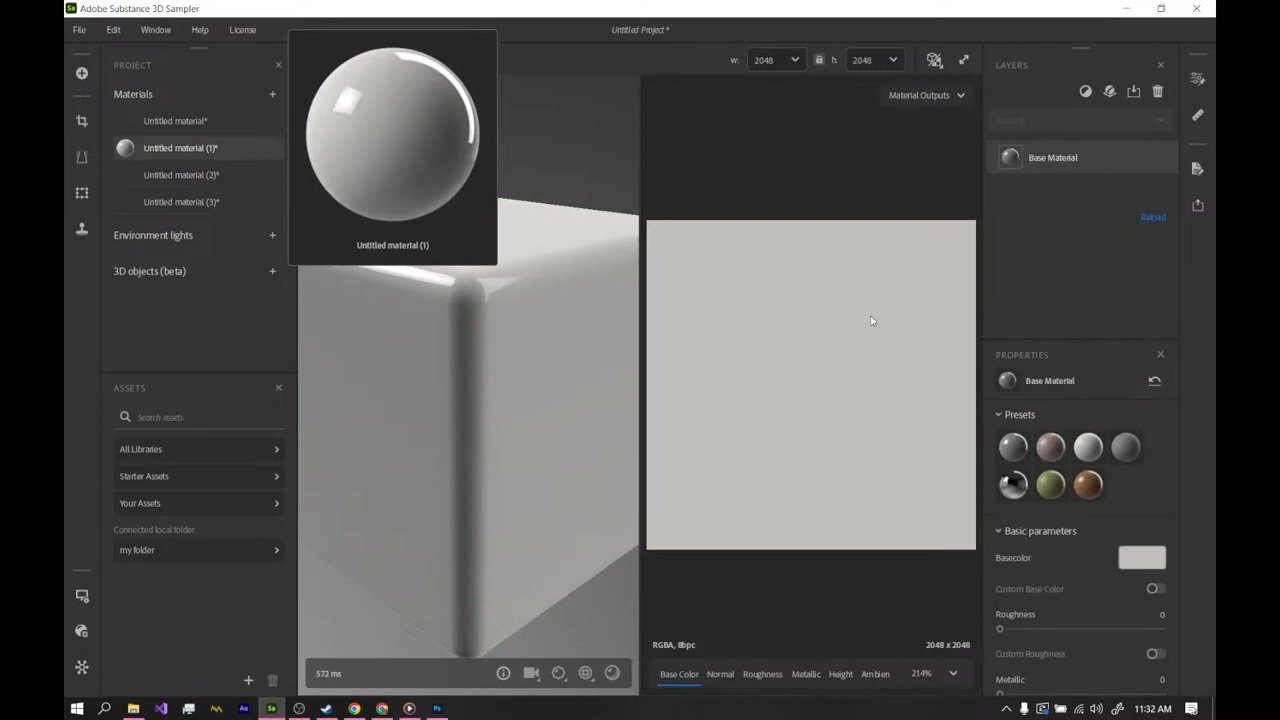 Adobe Substance 3D Sampler
File Edit Window Help License
Untitled Project *
PROJECT
Materials
Untitled material*
Untitled material (1)*
Untitled material (2)*
Untitled material (3)*
Environment lights
3D objects (beta)
Untitled material (1)
ASSETS
Search assets
All Libraries
Starter Assets
Your Assets
Connected local folder
my folder
572 ms
w: 2048 h: 2048
Material Outputs
RGBA, 8bpc 2048 x 2048
Base Color Normal Roughness Metallic Height Ambien 214%
LAYERS
Normal
Base Material
Reload
PROPERTIES
Base Material
Presets
Basic parameters
Basecolor
Custom Base Color
Roughness 0
Custom Roughness
Metallic 0
11:32 AM